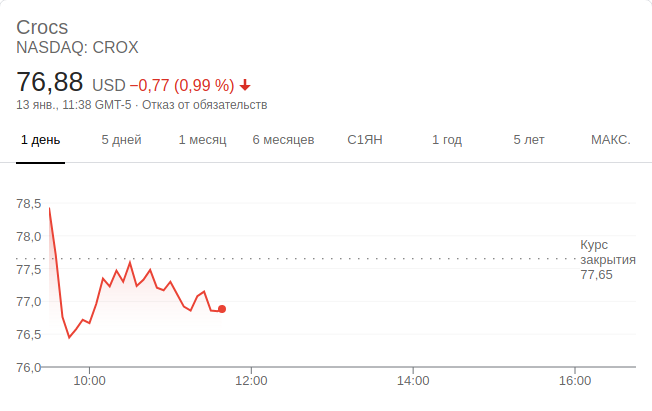 Crocs
NASDAQ: CROX
76,88 USD −0,77 (0,99 %)
13 янв., 11:38 GMT-5 · Отказ от обязательств
1 день 5 дней 1 месяц 6 месяцев С1ЯН 1 год 5 лет МАКС.
78,5
78,0
Курс
закрытия
77,65
77,5
77,0
76,5
76,0
10:00 12:00 14:00 16:00